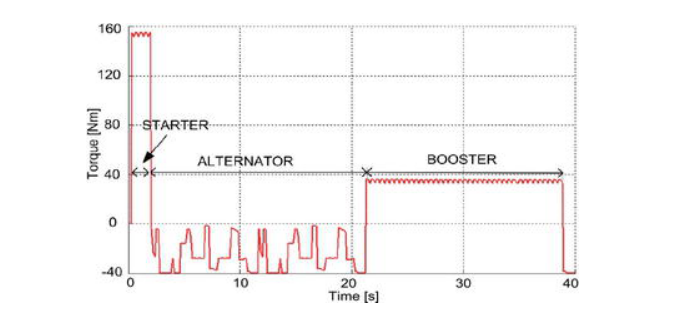 160
120
80
40
0
-40
Torque [Nm]
STARTER
ALTERNATOR
BOOSTER
0
10
20
30
40
Time [s]